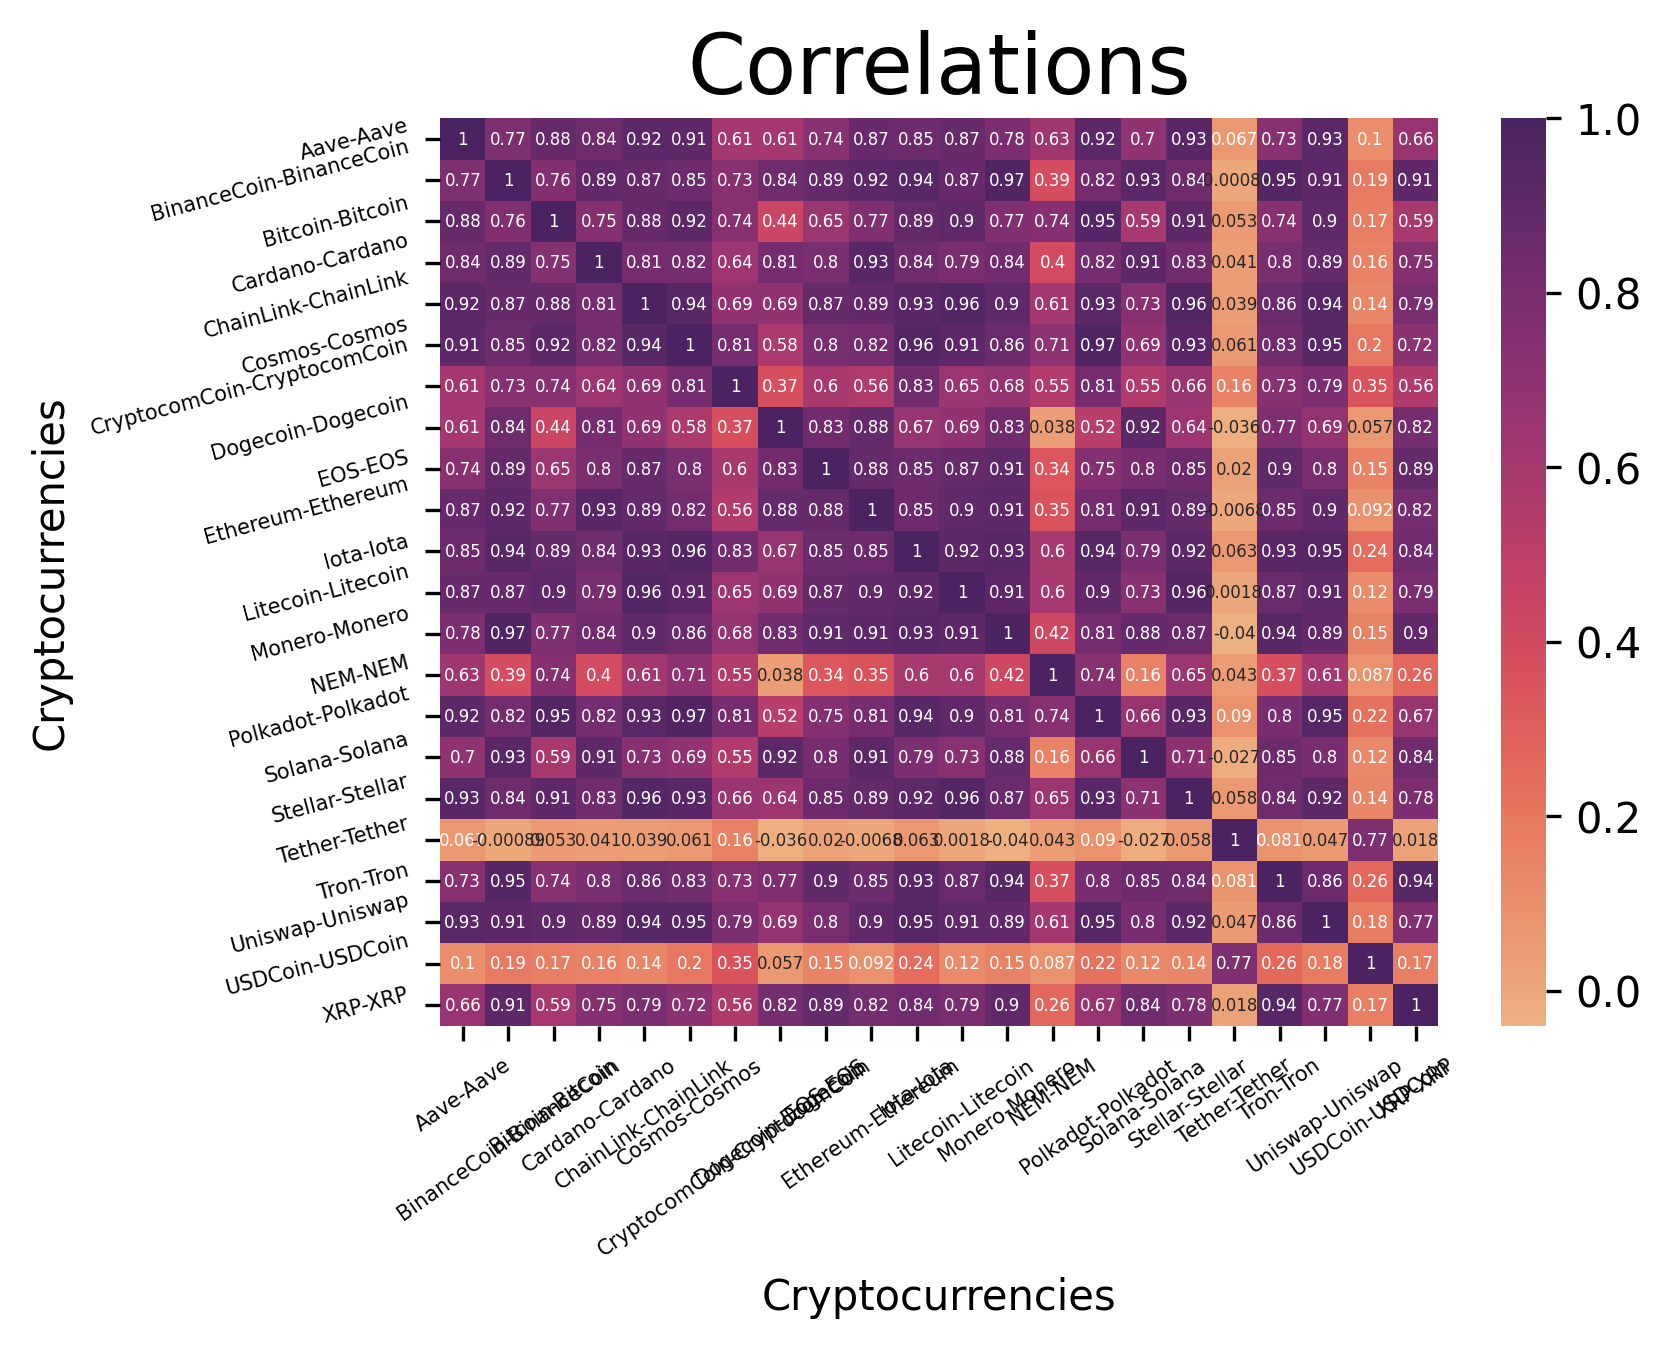 Correlations
Aave-Aave 1 0.77 0.88 0.84 0.92 0.91 0.61 0.61 0.74 0.87 0.85 0.87 0.78 0.63 0.92 0.7 0.93 0.067 0.73 0.93 0.1 0.66
BinanceCoin-BinanceCoin 0.77 1 0.76 0.89 0.87 0.85 0.73 0.84 0.89 0.92 0.94 0.87 0.97 0.39 0.82 0.93 0.84 0.95 0.91 0.19 0.91
Bitcoin-Bitcoin 0.88 0.76 1 0.75 0.88 0.92 0.74 0.44 0.65 0.77 0.89 0.9 0.77 0.74 0.95 0.59 0.91 0.053 0.74 0.9 0.17 0.59
Cardano-Cardano 0.84 0.89 0.75 1 0.81 0.82 0.64 0.81 0.8 0.93 0.84 0.79 0.84 0.4 0.82 0.91 0.83 0.041 0.8 0.89 0.16 0.75
ChainLink-ChainLink 0.92 0.87 0.88 0.81 1 0.94 0.69 0.69 0.87 0.89 0.93 0.96 0.9 0.61 0.93 0.73 0.96 0.039 0.86 0.94 0.14 0.79
Cosmos-Cosmos 0.91 0.85 0.92 0.82 0.94 1 0.81 0.58 0.8 0.82 0.96 0.91 0.86 0.71 0.97 0.69 0.93 0.061 0.83 0.95 0.2 0.72
CryptocomCoin-CryptocomCoin 0.61 0.73 0.74 0.64 0.69 0.81 1 0.37 0.6 0.56 0.83 0.65 0.68 0.55 0.81 0.55 0.66 0.16 0.73 0.79 0.35 0.56
Dogecoin-Dogecoin 0.61 0.84 0.44 0.81 0.69 0.58 0.37 1 0.83 0.88 0.67 0.69 0.83 0.038 0.52 0.92 0.64 -0.036 0.77 0.69 0.057 0.82
EOS-EOS 0.74 0.89 0.65 0.8 0.87 0.8 0.6 0.83 1 0.88 0.85 0.87 0.91 0.34 0.75 0.8 0.85 0.02 0.9 0.8 0.15 0.89
Ethereum-Ethereum 0.87 0.92 0.77 0.93 0.89 0.82 0.56 0.88 0.88 1 0.85 0.9 0.91 0.35 0.81 0.91 0.89 -0.0068 0.85 0.9 0.092 0.82
Iota-Iota 0.85 0.94 0.89 0.84 0.93 0.96 0.83 0.67 0.85 0.85 1 0.92 0.93 0.6 0.94 0.79 0.92 0.063 0.93 0.95 0.24 0.84
Litecoin-Litecoin 0.87 0.87 0.9 0.79 0.96 0.91 0.65 0.69 0.87 0.9 0.92 1 0.91 0.6 0.9 0.73 0.96 0.0018 0.87 0.91 0.12 0.79
Monero-Monero 0.78 0.97 0.77 0.84 0.9 0.86 0.68 0.83 0.91 0.91 0.93 0.91 1 0.42 0.81 0.88 0.87 -0.04 0.94 0.89 0.15 0.9
NEM-NEM 0.63 0.39 0.74 0.4 0.61 0.71 0.55 0.038 0.34 0.35 0.6 0.6 0.42 1 0.74 0.16 0.65 0.043 0.37 0.61 0.087 0.26
Polkadot-Polkadot 0.92 0.82 0.95 0.82 0.93 0.97 0.81 0.52 0.75 0.81 0.94 0.9 0.81 0.74 1 0.66 0.93 0.09 0.8 0.95 0.22 0.67
Solana-Solana 0.7 0.93 0.59 0.91 0.73 0.69 0.55 0.92 0.8 0.91 0.79 0.73 0.88 0.16 0.66 1 0.71 -0.027 0.85 0.8 0.12 0.84
Stellar-Stellar 0.93 0.84 0.91 0.83 0.96 0.93 0.66 0.64 0.85 0.89 0.92 0.96 0.87 0.65 0.93 0.71 1 0.058 0.84 0.92 0.14 0.78
Tether-Tether 0.067 -0.00089 0.053 0.041 0.039 0.061 0.16 -0.036 0.02 -0.0068 0.063 0.0018 -0.04 0.043 0.09 -0.027 0.058 1 0.081 0.047 0.77 0.018
Tron-Tron 0.73 0.95 0.74 0.8 0.86 0.83 0.73 0.77 0.9 0.85 0.93 0.87 0.94 0.37 0.8 0.85 0.84 0.081 1 0.86 0.26 0.94
Uniswap-Uniswap 0.93 0.91 0.9 0.89 0.94 0.95 0.79 0.69 0.8 0.9 0.95 0.91 0.89 0.61 0.95 0.8 0.92 0.047 0.86 1 0.18 0.77
USDCoin-USDCoin 0.1 0.19 0.17 0.16 0.14 0.2 0.35 0.057 0.15 0.092 0.24 0.12 0.15 0.087 0.22 0.12 0.14 0.77 0.26 0.18 1 0.17
XRP-XRP 0.66 0.91 0.59 0.75 0.79 0.72 0.56 0.82 0.89 0.82 0.84 0.79 0.9 0.26 0.67 0.84 0.78 0.018 0.94 0.77 0.17 1
Cryptocurrencies
Aave-Aave
BinanceCoin-BinanceCoin
Bitcoin-Bitcoin
Cardano-Cardano
ChainLink-ChainLink
Cosmos-Cosmos
CryptocomCoin-CryptocomCoin
Dogecoin-Dogecoin
EOS-EOS
Ethereum-Ethereum
Iota-Iota
Litecoin-Litecoin
Monero-Monero
NEM-NEM
Polkadot-Polkadot
Solana-Solana
Stellar-Stellar
Tether-Tether
Tron-Tron
Uniswap-Uniswap
USDCoin-USDCoin
XRP-XRP
Cryptocurrencies
1.0
0.8
0.6
0.4
0.2
0.0